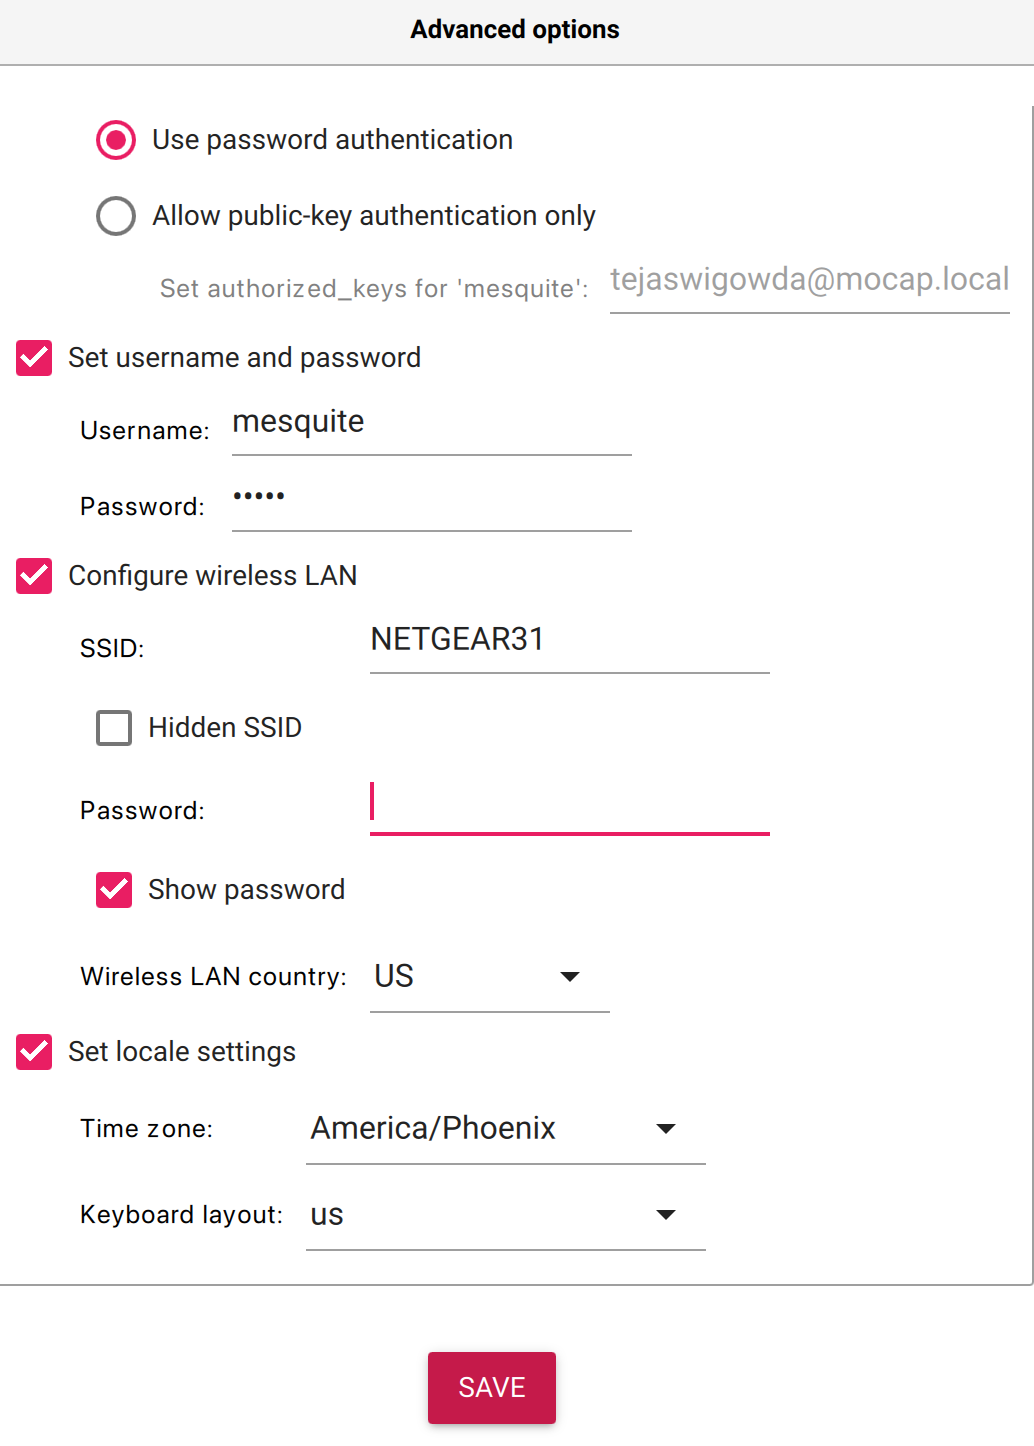 Advanced options
Use password authentication
Allow public-key authentication only
Set authorized_keys for 'mesquite': tejaswigowda@mocap.local
Set username and password
Username: mesquite
Password: •••••
Configure wireless LAN
SSID: NETGEAR31
Hidden SSID
Password:
Show password
Wireless LAN country: US
Set locale settings
Time zone: America/Phoenix
Keyboard layout: us
SAVE